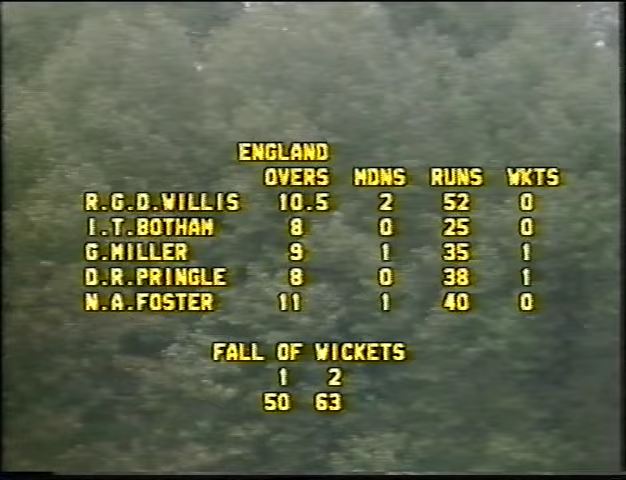 ENGLAND
OVERS MDNS RUNS WKTS
R.G.D.WILLIS 10.5 2 52 0
I.T.BOTHAM 8 0 25 0
G.MILLER 9 1 35 1
D.R.PRINGLE 8 0 38 1
N.A.FOSTER 11 1 40 0
FALL OF WICKETS
1 2
50 63